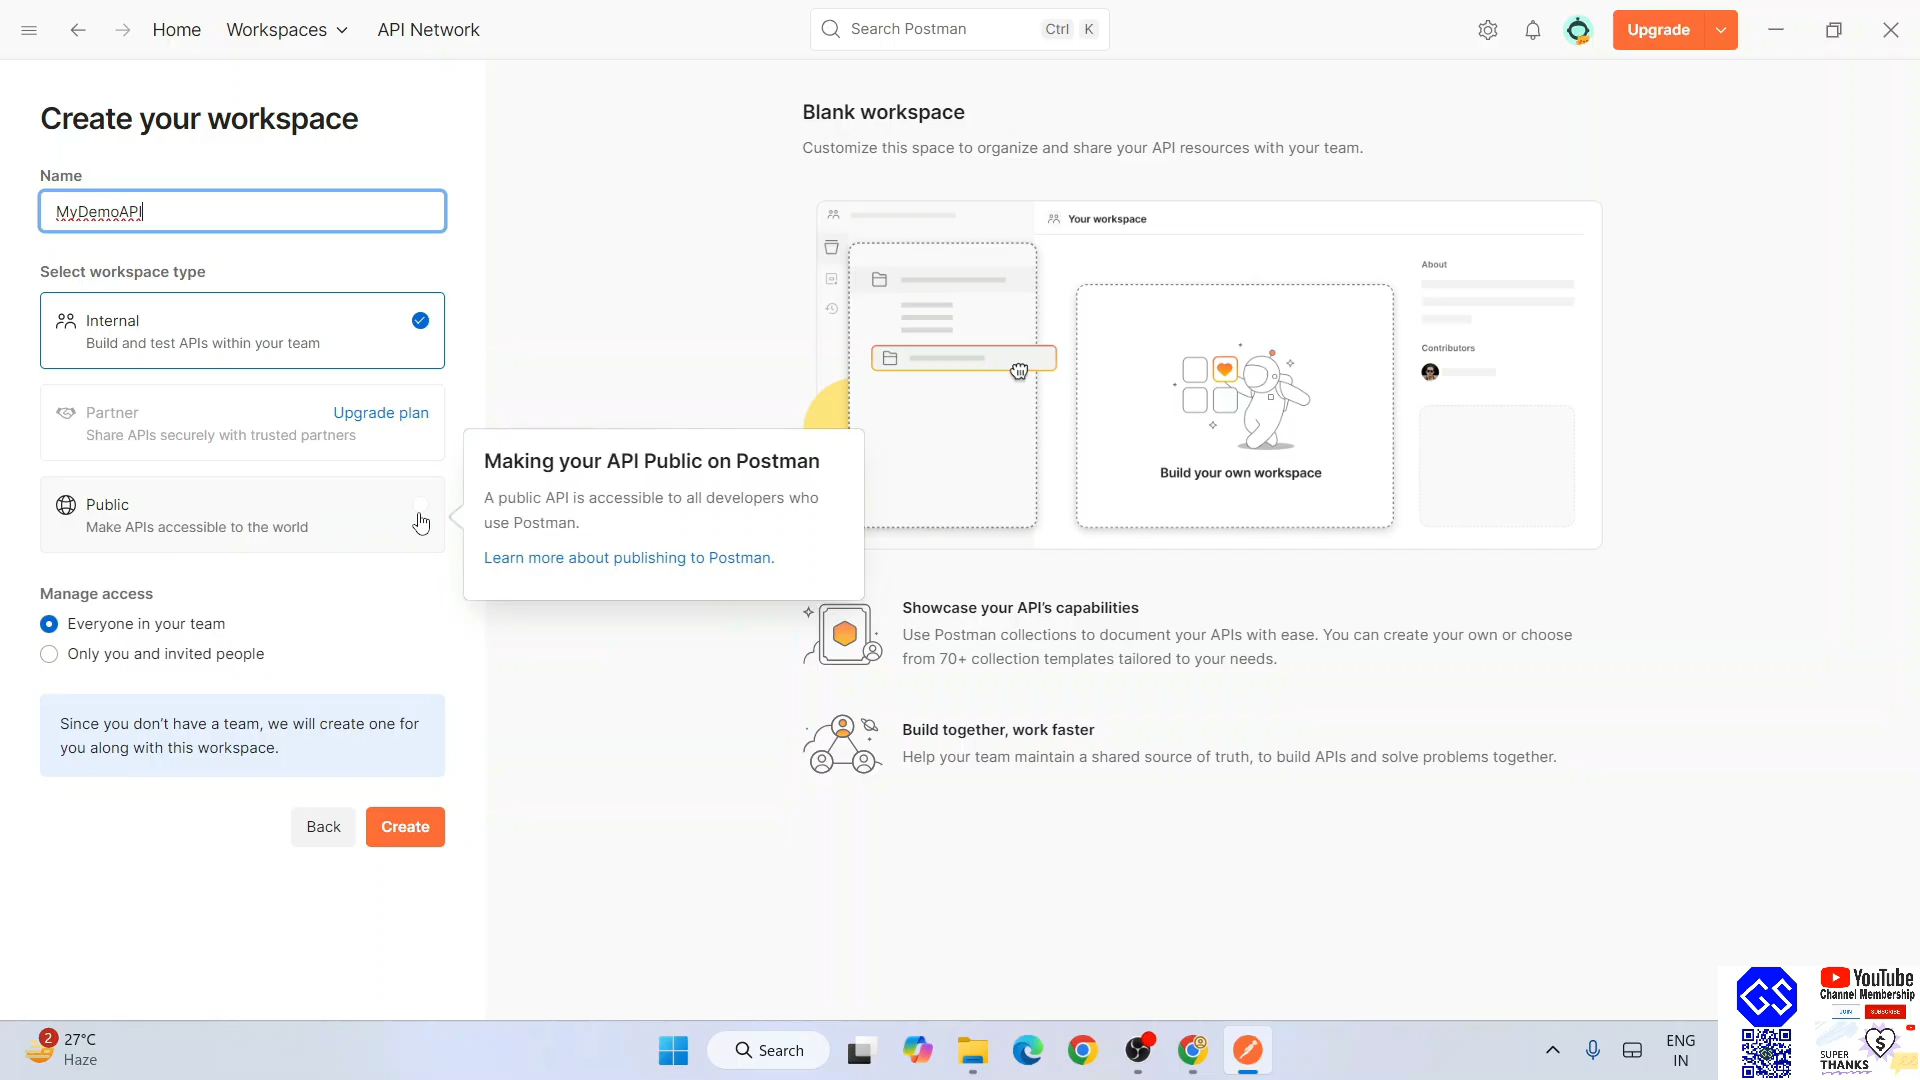 Home
Workspaces
API Network
Search Postman
Ctrl
K
Upgrade
Create your workspace
Name
MyDemoAPI
Select workspace type
Internal
Build and test APIs within your team
Partner
Upgrade plan
Share APIs securely with trusted partners
Public
Make APIs accessible to the world
Manage access
Everyone in your team
Only you and invited people
Since you don't have a team, we will create one for
you along with this workspace.
Back
Create
Making your API Public on Postman
A public API is accessible to all developers who
use Postman.
Learn more about publishing to Postman.
Blank workspace
Customize this space to organize and share your API resources with your team.
Your workspace
About
Contributors
Build your own workspace
Showcase your API's capabilities
Use Postman collections to document your APIs with ease. You can create your own or choose
from 70+ collection templates tailored to your needs.
Build together, work faster
Help your team maintain a shared source of truth, to build APIs and solve problems together.
2
27°C
Haze
Search
ENG
IN
GS
YouTube
Channel Membership
JOIN
SUBSCRIBE
SUPER
THANKS
$